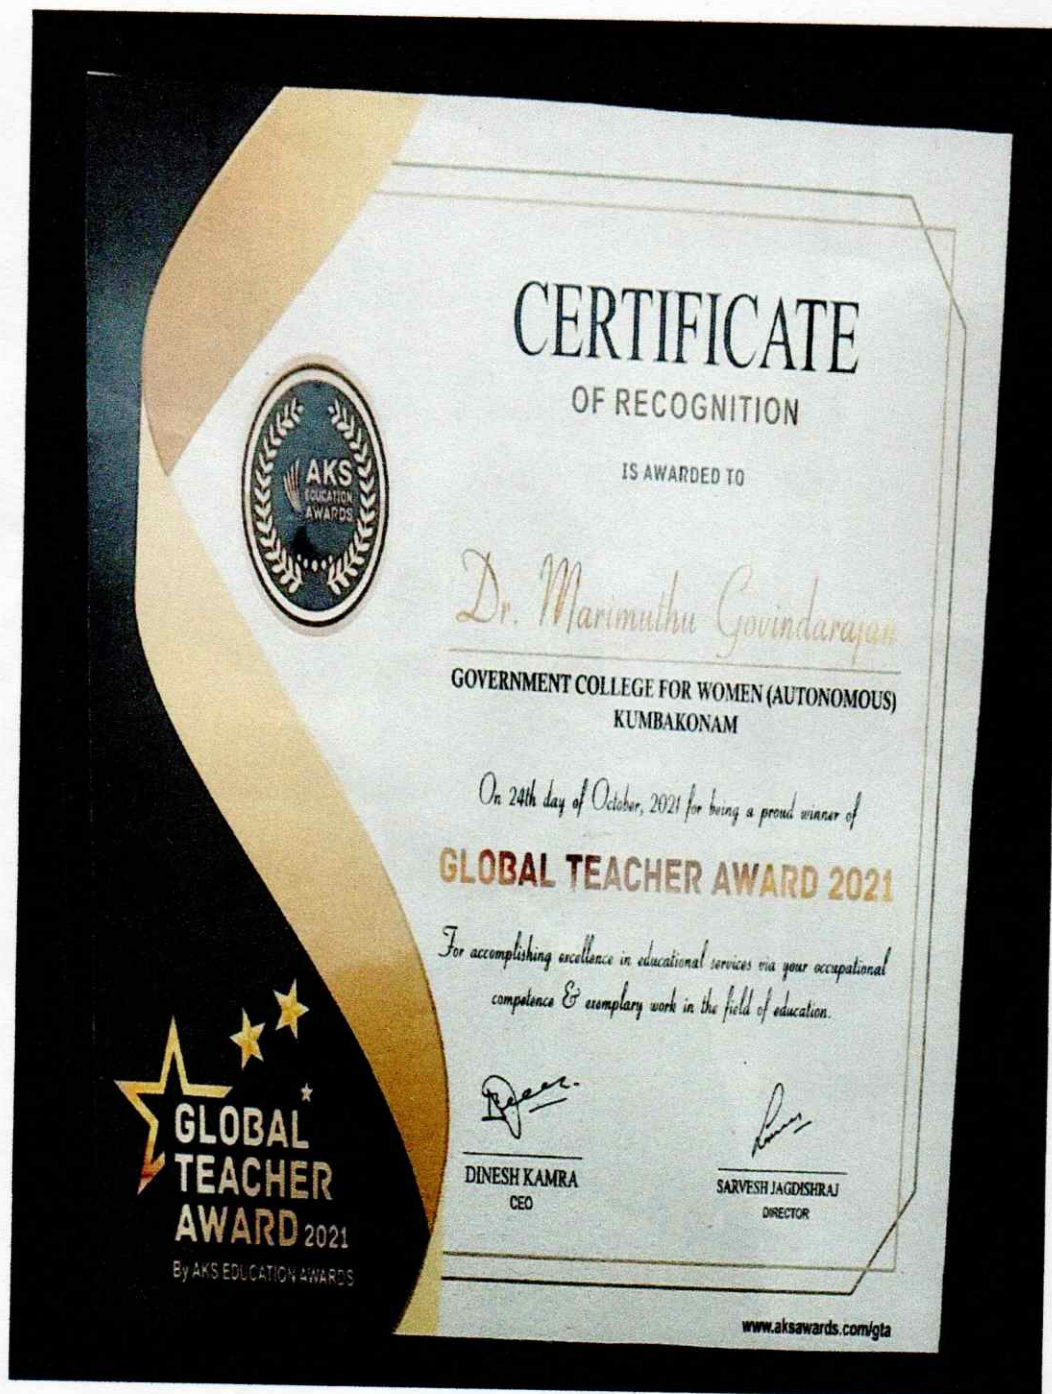 CERTIFICATE
OF RECOGNITION
IS AWARDED TO
AKS
EDUCATION
AWARDS
Dr. Marimuthu Govindarajan
GOVERNMENT COLLEGE FOR WOMEN (AUTONOMOUS)
KUMBAKONAM
On 24th day of October, 2021 for being a proud winner of
GLOBAL TEACHER AWARD 2021
For accomplishing excellence in educational services via your occupational
competence & exemplary work in the field of education.
DINESH KAMRA
CEO
SARVESH JAGDISHRAJ
DIRECTOR
GLOBAL
TEACHER
AWARD 2021
By AKS EDUCATION AWARDS
www.aksawards.com/gta